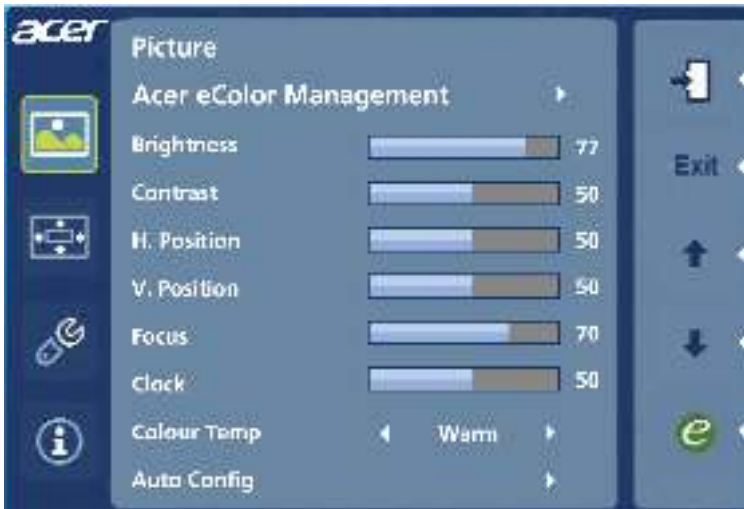 acer
Picture
Acer eColor Management
Brightness 77
Contrast 50
H. Position 50
V. Position 50
Focus 70
Clock 50
Colour Temp Warm
Auto Config
Exit
e